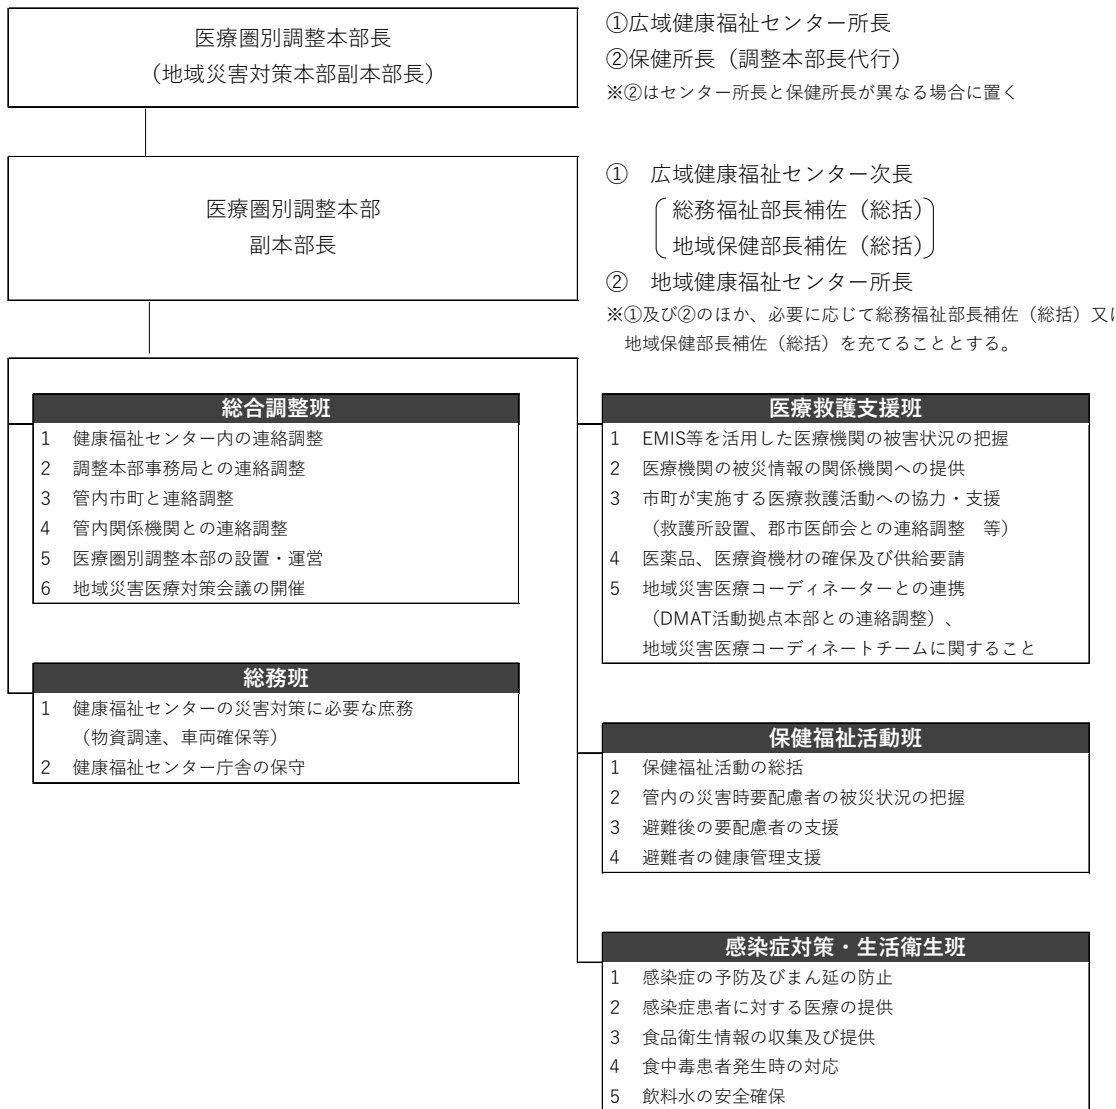 医療圏別調整本部長
（地域災害対策本部副本部長）
①広域健康福祉センター所長
②保健所長（調整本部長代行）
※②はセンター所長と保健所長が異なる場合に置く
医療圏別調整本部
副本部長
①　広域健康福祉センター次長
総務福祉部長補佐（総括）
地域保健部長補佐（総括）
②　地域健康福祉センター所長
※①及び②のほか、必要に応じて総務福祉部長補佐（総括）又
地域保健部長補佐（総括）を充てることとする。
総合調整班
1　健康福祉センター内の連絡調整
2　調整本部事務局との連絡調整
3　管内市町と連絡調整
4　管内関係機関との連絡調整
5　医療圏別調整本部の設置・運営
6　地域災害医療対策会議の開催
総務班
1　健康福祉センターの災害対策に必要な庶務
（物資調達、車両確保等）
2　健康福祉センター庁舎の保守
医療救護支援班
1　EMIS等を活用した医療機関の被害状況の把握
2　医療機関の被災情報の関係機関への提供
3　市町が実施する医療救護活動への協力・支援
（救護所設置、郡市医師会との連絡調整　等）
4　医薬品、医療資機材の確保及び供給要請
5　地域災害医療コーディネーターとの連携
（DMAT活動拠点本部との連絡調整）、
地域災害医療コーディネートチームに関すること
保健福祉活動班
1　保健福祉活動の総括
2　管内の災害時要配慮者の被災状況の把握
3　避難後の要配慮者の支援
4　避難者の健康管理支援
感染症対策・生活衛生班
1　感染症の予防及びまん延の防止
2　感染症患者に対する医療の提供
3　食品衛生情報の収集及び提供
4　食中毒患者発生時の対応
5　飲料水の安全確保